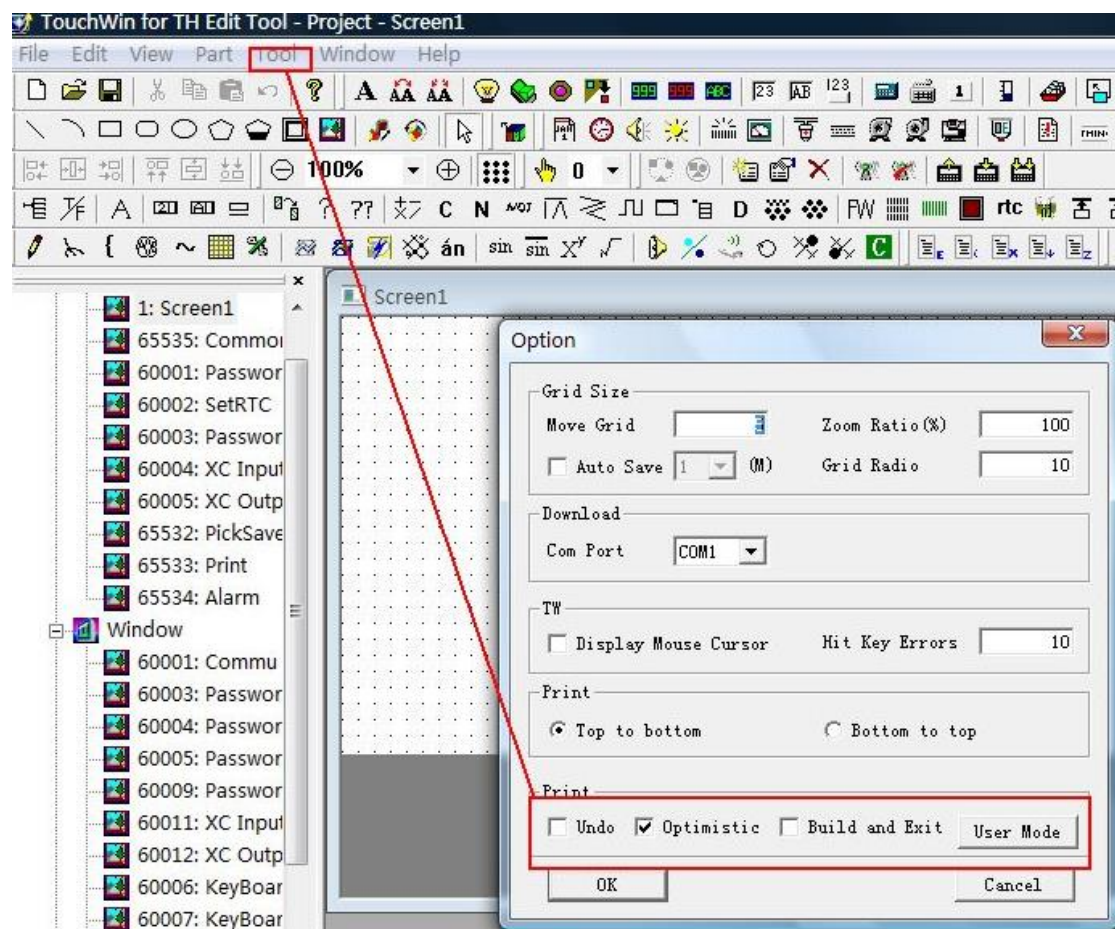 TouchWin for TH Edit Tool - Project - Screen1
File Edit View Part Tool Window Help
100% 0
rtc
án sin sin
1: Screen1
65535: Common
60001: Passwor
60002: SetRTC
60003: Passwor
60004: XC Input
60005: XC Outp
65532: PickSave
65533: Print
65534: Alarm
Window
60001: Commu
60003: Passwor
60004: Passwor
60005: Passwor
60009: Passwor
60011: XC Input
60012: XC Outp
60006: KeyBoar
60007: KeyBoar
Screen1
Option
Grid Size
Move Grid 3 Zoom Ratio(%) 100
Auto Save 1 (M) Grid Radio 10
Download
Com Port COM1
TW
Display Mouse Cursor Hit Key Errors 10
Print
Top to bottom Bottom to top
Print
Undo Optimistic Build and Exit User Mode
OK Cancel